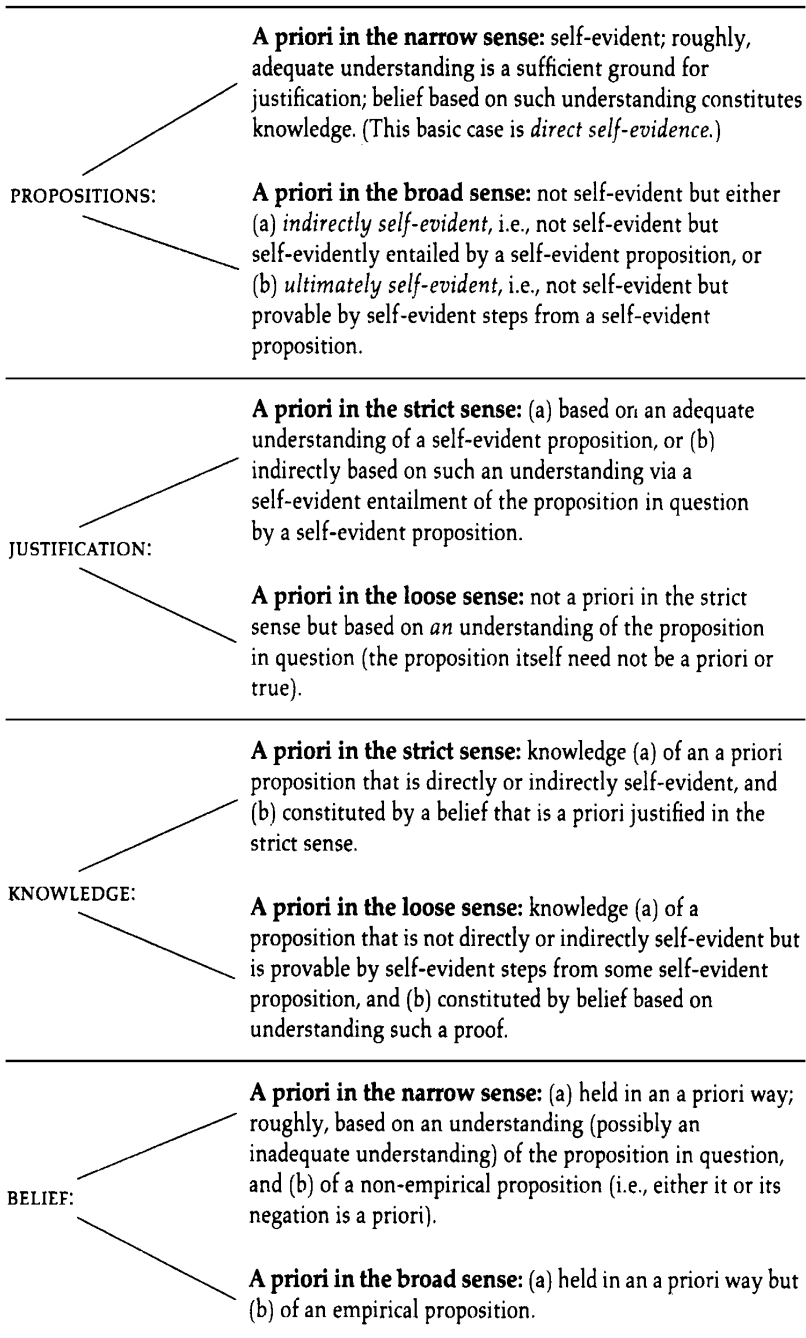 A priori in the narrow sense: self-evident; roughly,
adequate understanding is a sufficient ground for
justification; belief based on such understanding constitutes
knowledge. (This basic case is direct self-evidence.)
PROPOSITIONS:
A priori in the broad sense: not self-evident but either
(a) indirectly self-evident, i.e., not self-evident but
self-evidently entailed by a self-evident proposition, or
(b) ultimately self-evident, i.e., not self-evident but
provable by self-evident steps from a self-evident
proposition.
A priori in the strict sense: (a) based on an adequate
understanding of a self-evident proposition, or (b)
indirectly based on such an understanding via a
self-evident entailment of the proposition in question
by a self-evident proposition.
JUSTIFICATION:
A priori in the loose sense: not a priori in the strict
sense but based on an understanding of the proposition
in question (the proposition itself need not be a priori or
true).
A priori in the strict sense: knowledge (a) of an a priori
proposition that is directly or indirectly self-evident, and
(b) constituted by a belief that is a priori justified in the
strict sense.
KNOWLEDGE:
A priori in the loose sense: knowledge (a) of a
proposition that is not directly or indirectly self-evident but
is provable by self-evident steps from some self-evident
proposition, and (b) constituted by belief based on
understanding such a proof.
A priori in the narrow sense: (a) held in an a priori way;
roughly, based on an understanding (possibly an
inadequate understanding) of the proposition in question,
and (b) of a non-empirical proposition (i.e., either it or its
negation is a priori).
BELIEF:
A priori in the broad sense: (a) held in an a priori way but
(b) of an empirical proposition.